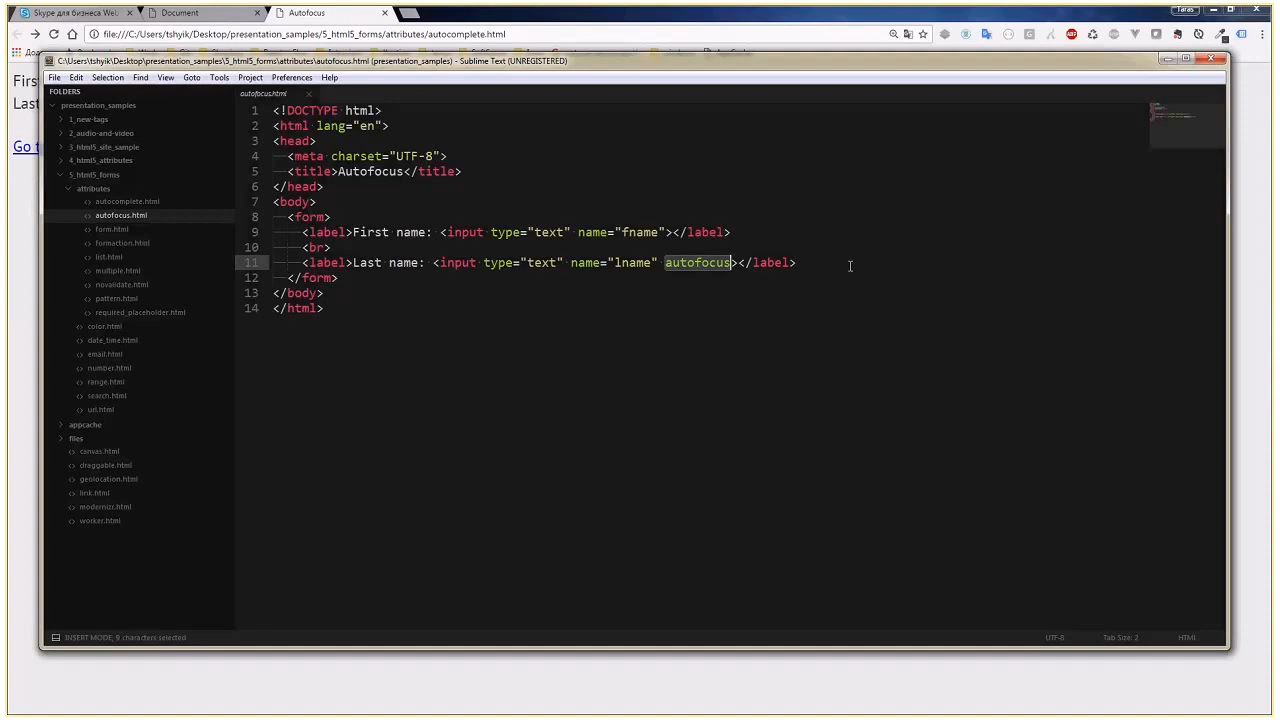 Skype для бизнеса Web
Document
Autofocus
Taras
file:///C:/Users/tshyik/Desktop/presentation_samples/5_html5_forms/attributes/autocomplete.html
C:\Users\tshyik\Desktop\presentation_samples\5_html5_forms\attributes\autofocus.html (presentation_samples) - Sublime Text (UNREGISTERED)
File Edit Selection Find View Goto Tools Project Preferences Help
First
Last
Go t
FOLDERS
presentation_samples
1_new-tags
2_audio-and-video
3_html5_site_sample
4_html5_attributes
5_html5_forms
attributes
autocomplete.html
autofocus.html
form.html
formaction.html
list.html
multiple.html
novalidate.html
pattern.html
required_placeholder.html
color.html
date_time.html
email.html
number.html
range.html
search.html
url.html
appcache
files
canvas.html
draggable.html
geolocation.html
link.html
modernizr.html
worker.html
autofocus.html
1 <!DOCTYPE html>
2 <html lang="en">
3 <head>
4 <meta charset="UTF-8">
5 <title>Autofocus</title>
6 </head>
7 <body>
8 <form>
9 <label>First name: <input type="text" name="fname"></label>
10 <br>
11 <label>Last name: <input type="text" name="lname" autofocus></label>
12 </form>
13 </body>
14 </html>
INSERT MODE, 9 characters selected
UTF-8 Tab Size: 2 HTML